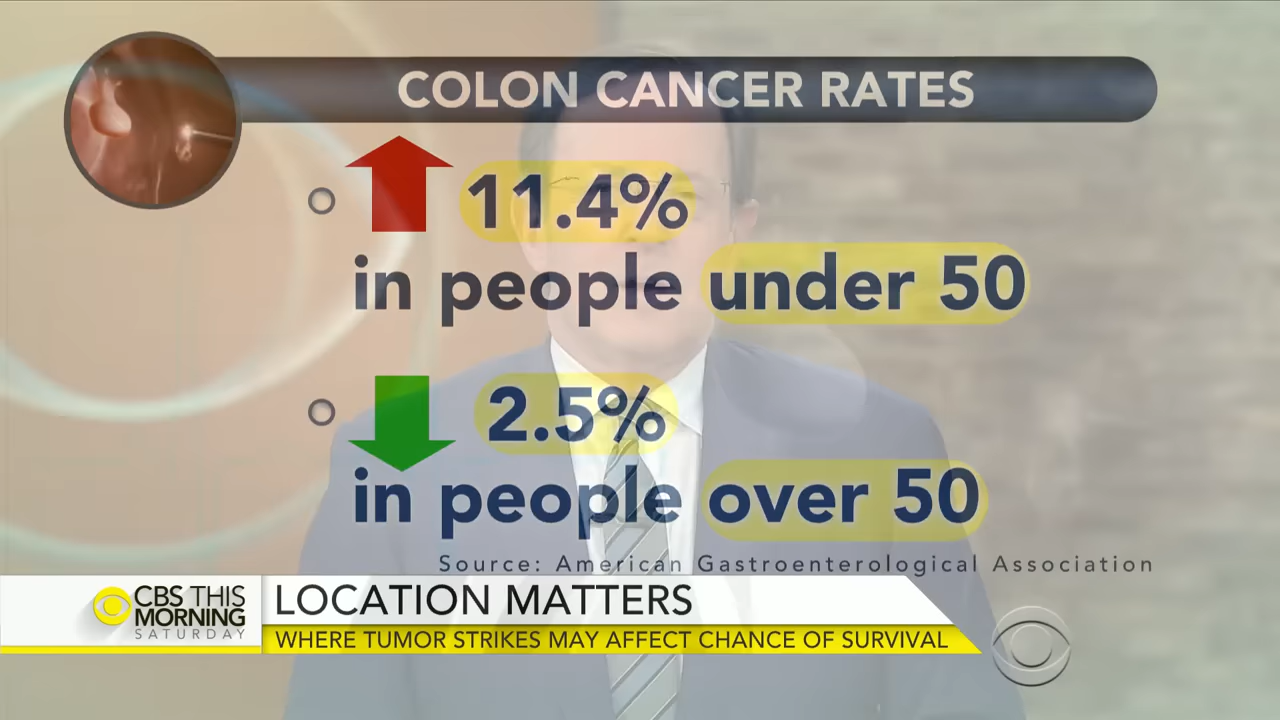 COLON CANCER RATES
11.4%
in people under 50
2.5%
in people over 50
Source: American Gastroenterological Association
CBS THIS
MORNING
SATURDAY
LOCATION MATTERS
WHERE TUMOR STRIKES MAY AFFECT CHANCE OF SURVIVAL